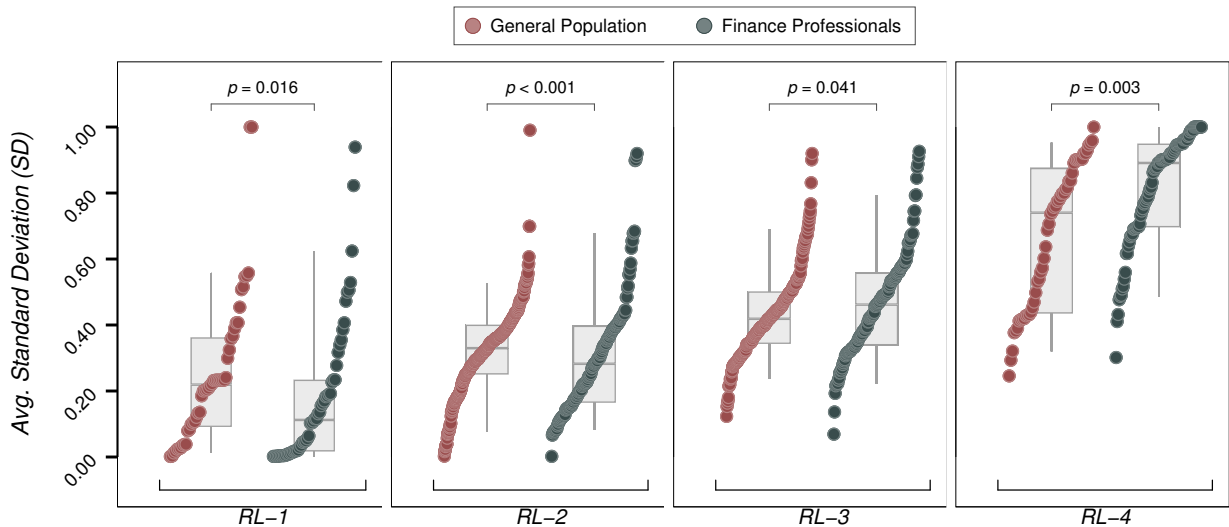 General Population
Finance Professionals
p = 0.016
p < 0.001
p = 0.041
p = 0.003
Avg. Standard Deviation (SD)
1.00
0.80
0.60
0.40
0.20
0.00
RL−1
RL−2
RL−3
RL−4